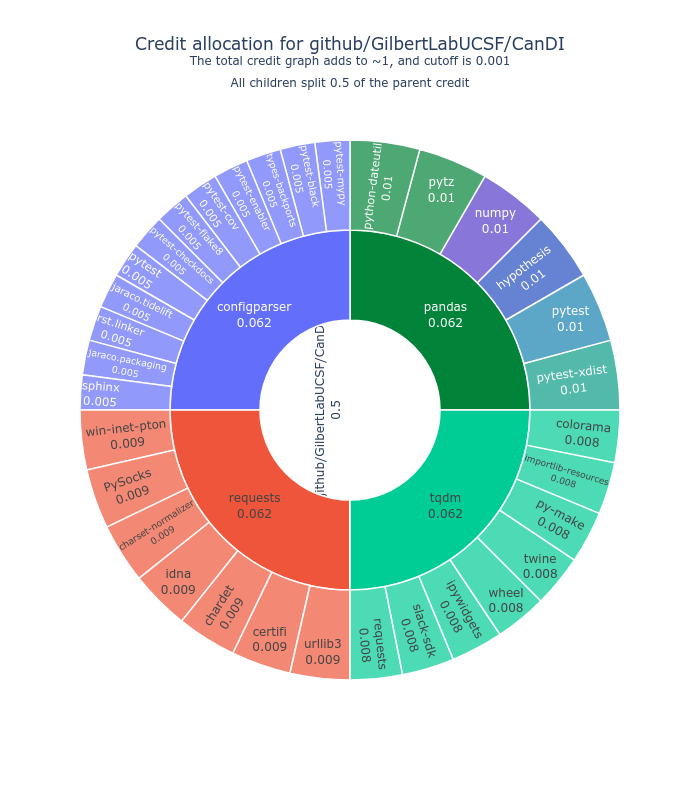 Credit allocation for github/GilbertLabUCSF/CanDI
The total credit graph adds to ~1, and cutoff is 0.001
All children split 0.5 of the parent credit
github/GilbertLabUCSF/CanDI
0.5
pandas
0.062
configparser
0.062
requests
0.062
tqdm
0.062
python-dateutil
0.01
pytz
0.01
numpy
0.01
hypothesis
0.01
pytest
0.01
pytest-xdist
0.01
pytest-mypy
0.005
pytest-black
0.005
types-backports
0.005
pytest-enabler
0.005
pytest-cov
0.005
pytest-flake8
0.005
pytest-checkdocs
0.005
pytest
0.005
jaraco.tidelift
0.005
rst.linker
0.005
jaraco.packaging
0.005
sphinx
0.005
win-inet-pton
0.009
PySocks
0.009
charset-normalizer
0.009
idna
0.009
chardet
0.009
certifi
0.009
urllib3
0.009
requests
0.008
slack-sdk
0.008
ipywidgets
0.008
wheel
0.008
twine
0.008
py-make
0.008
importlib-resources
0.008
colorama
0.008